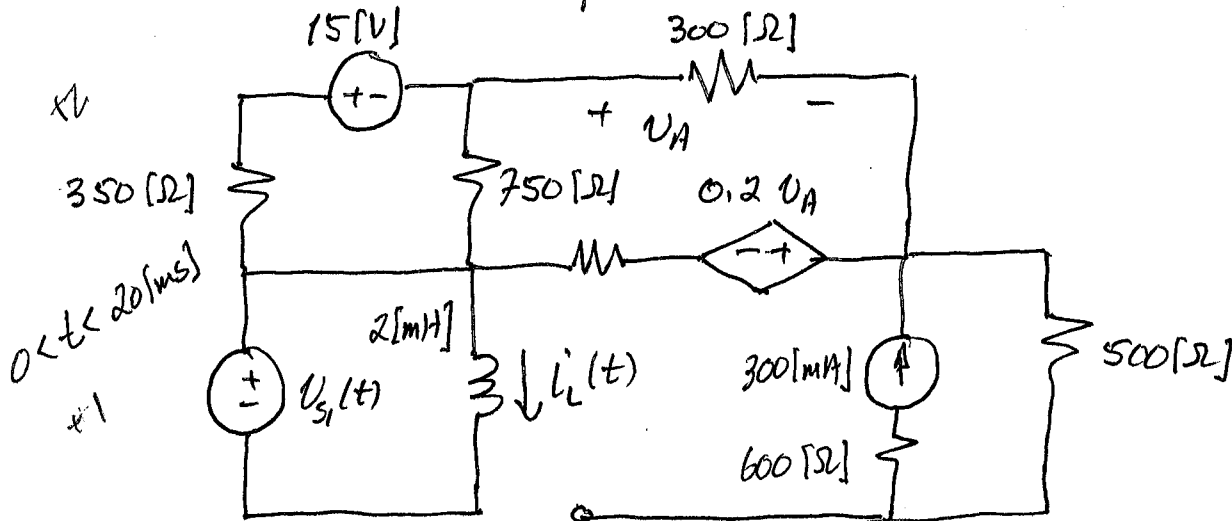 15[V]
300[Ω]
+ -
+ v_A -
350[Ω]
750[Ω]
0.2 v_A
- +
0<t<20[ms]
2[mH]
+
-
v_S1(t)
i_L(t)
300[mA]
500[Ω]
+1
600[Ω]